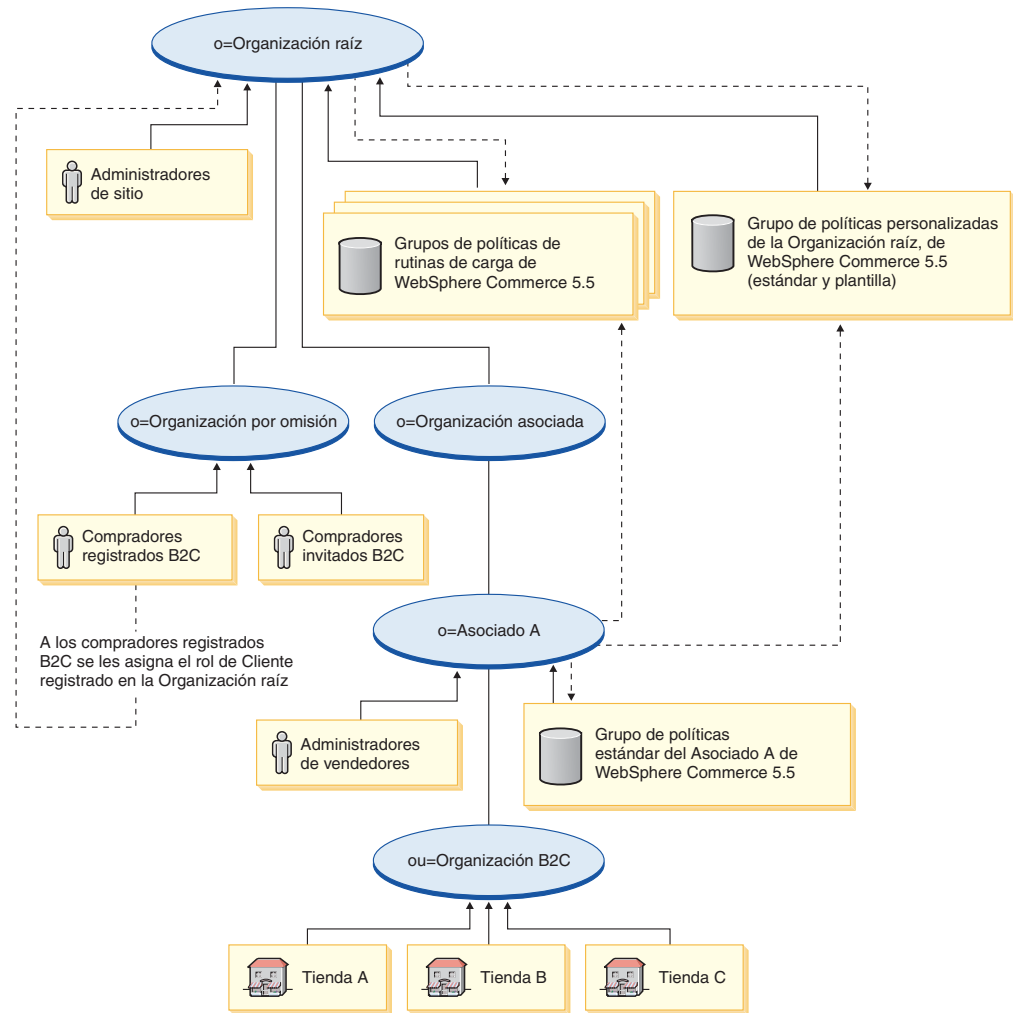 o=Organización raíz
Administradores
de sitio
Grupos de políticas de
rutinas de carga de
WebSphere Commerce 5.5
Grupo de políticas personalizadas
de la Organización raíz, de
WebSphere Commerce 5.5
(estándar y plantilla)
o=Organización por omisión
o=Organización asociada
Compradores
registrados B2C
Compradores
invitados B2C
A los compradores registrados
B2C se les asigna el rol de Cliente
registrado en la Organización raíz
o=Asociado A
Administradores
de vendedores
Grupo de políticas
estándar del Asociado A de
WebSphere Commerce 5.5
ou=Organización B2C
Tienda A
Tienda B
Tienda C